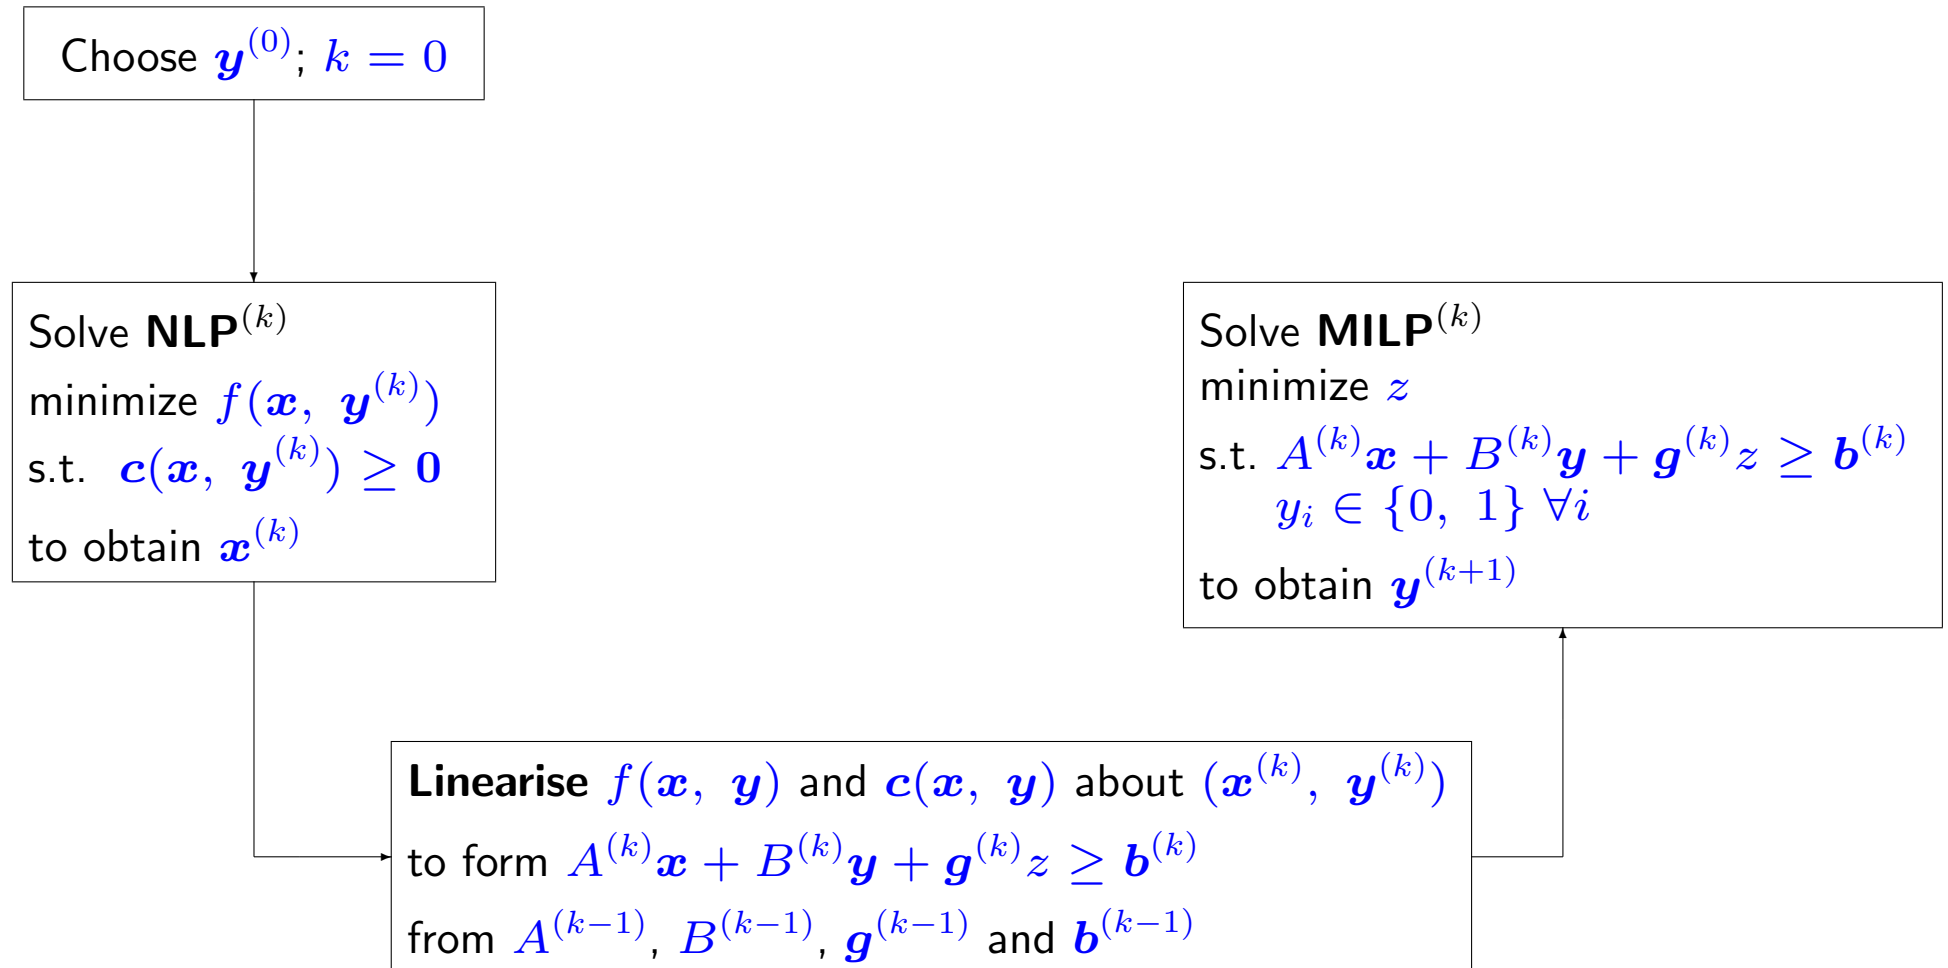 Choose y^(0); k = 0
Solve NLP^(k)
minimize f(x, y^(k))
s.t. c(x, y^(k)) ≥ 0
to obtain x^(k)
Solve MILP^(k)
minimize z
s.t. A^(k)x + B^(k)y + g^(k)z ≥ b^(k)
y_i ∈ {0, 1} ∀i
to obtain y^(k+1)
Linearise f(x, y) and c(x, y) about (x^(k), y^(k))
to form A^(k)x + B^(k)y + g^(k)z ≥ b^(k)
from A^(k−1), B^(k−1), g^(k−1) and b^(k−1)